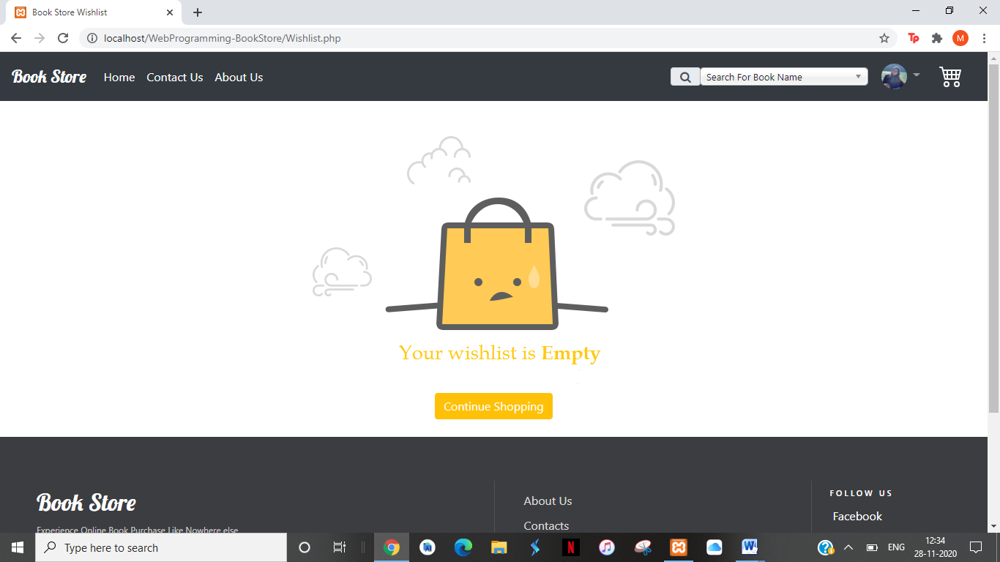 Book Store Wishlist
localhost/WebProgramming-BookStore/Wishlist.php
M
Book Store Home Contact Us About Us Search For Book Name
Your wishlist is Empty
Continue Shopping
Book Store
Experience Online Book Purchase Like Nowhere else
About Us
Contacts
FOLLOW US
Facebook
Type here to search
ENG
12:34
28-11-2020